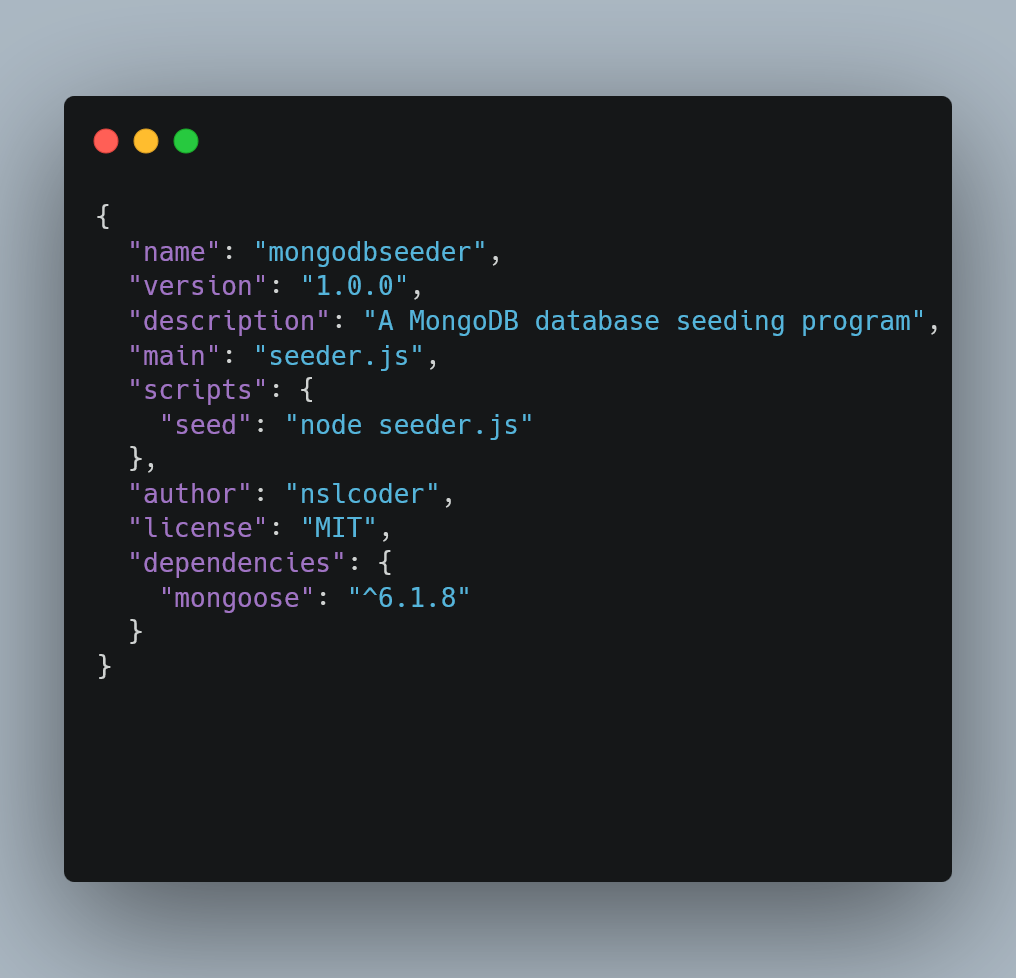 {
  "name": "mongodbseeder",
  "version": "1.0.0",
  "description": "A MongoDB database seeding program",
  "main": "seeder.js",
  "scripts": {
    "seed": "node seeder.js"
  },
  "author": "nslcoder",
  "license": "MIT",
  "dependencies": {
    "mongoose": "^6.1.8"
  }
}